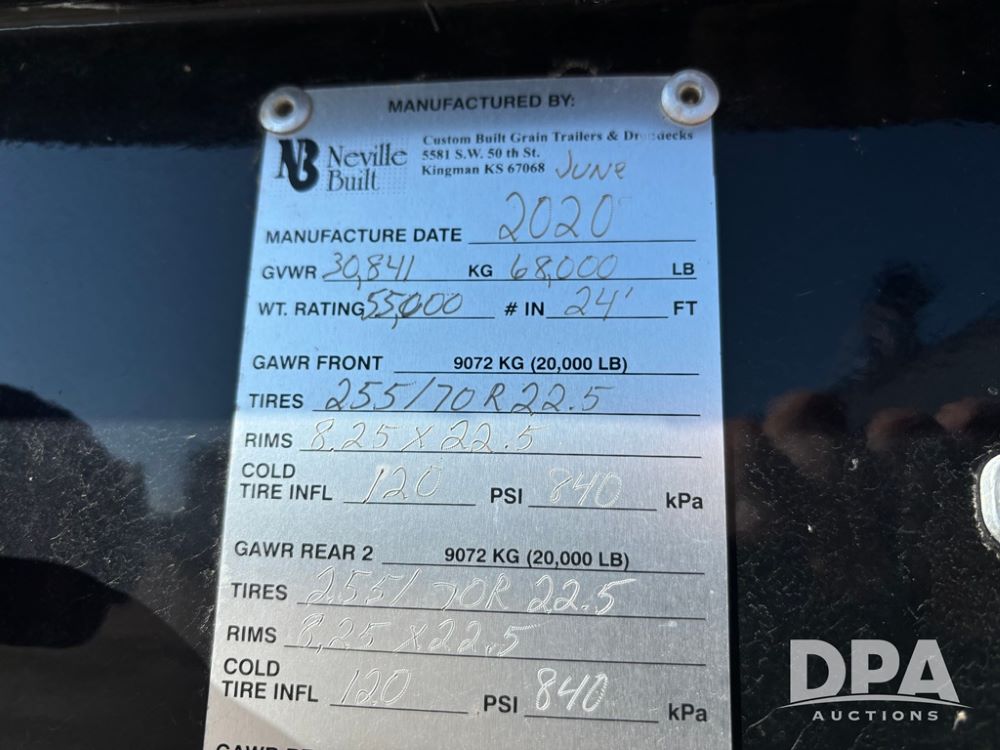 MANUFACTURED BY:
NB Neville Built
Custom Built Grain Trailers &
5581 S.W. 50 th St.
Kingman KS 67068 JUNE
MANUFACTURE DATE 2020
GVWR 30,841 KG 68,000 LB
WT. RATING 55,000 # IN 24' FT
GAWR FRONT 9072 KG (20,000 LB)
TIRES 255/70 R 22.5
RIMS 8.25 X 22.5
COLD
TIRE INFL 120 PSI 840 kPa
GAWR REAR 2 9072 KG (20,000 LB)
TIRES 255/70R 22.5
RIMS 8.25 X 22.5
COLD
TIRE INFL 120 PSI 840 kPa
DPA
AUCTIONS